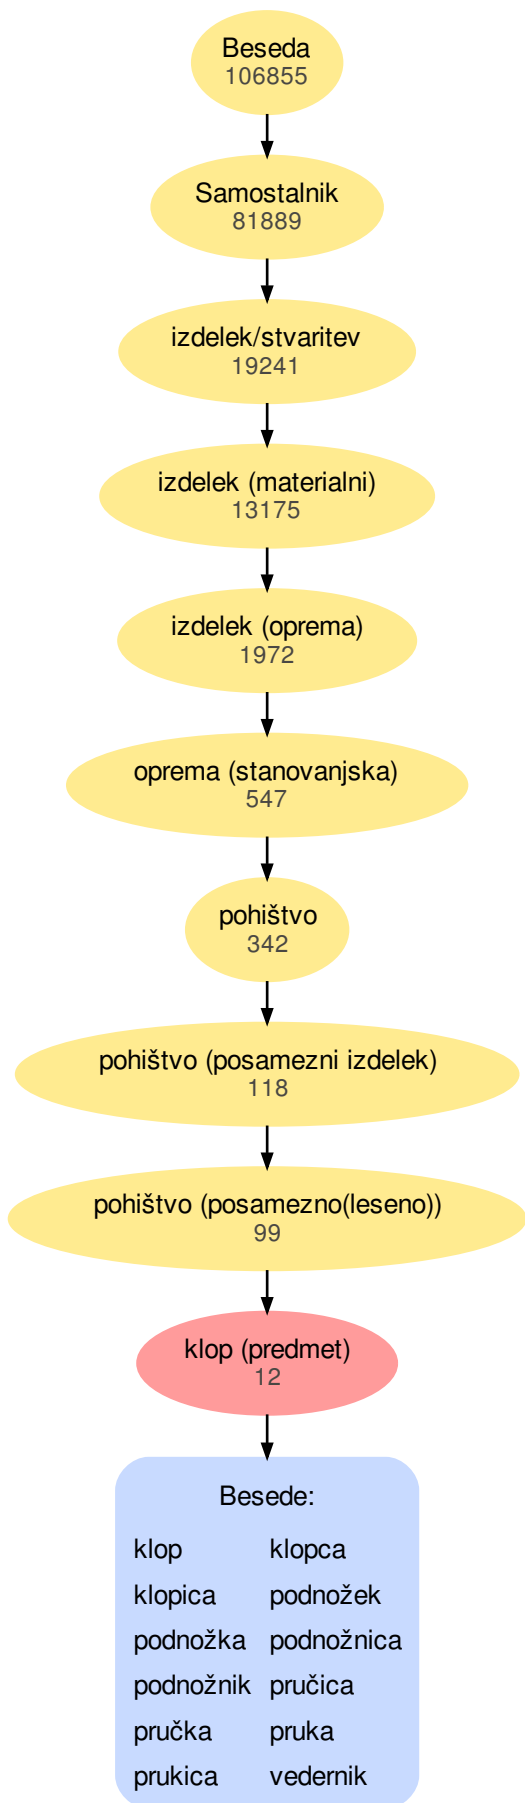 Beseda
106855
Samostalnik
81889
izdelek/stvaritev
19241
izdelek (materialni)
13175
izdelek (oprema)
1972
oprema (stanovanjska)
547
pohištvo
342
pohištvo (posamezni izdelek)
118
pohištvo (posamezno(leseno))
99
klop (predmet)
12
Besede:
klop klopca
klopica podnožek
podnožka podnožnica
podnožnik pručica
pručka pruka
prukica vedernik